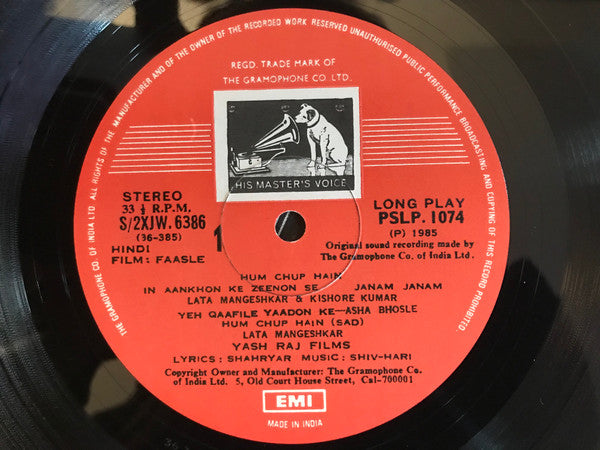 ALL RIGHTS OF THE MANUFACTURER AND OF THE OWNER OF THE RECORDED WORK RESERVED UNAUTHORISED PUBLIC PERFORMANCE BROADCASTING AND COPYING OF THIS RECORD PROHIBITED
THE GRAMOPHONE CO. OF INDIA LTD.
REGD. TRADE MARK OF
THE GRAMOPHONE CO. LTD.
HIS MASTER'S VOICE
STEREO
33 ⅓ R.P.M.
S/2XJW. 6386
(36-385)
HINDI
FILM: FAASLE
1
LONG PLAY
PSLP. 1074
(P) 1985
Original sound recording made by
The Gramophone Co. of India Ltd.
HUM CHUP HAIN
IN AANKHON KE ZEENON SE JANAM JANAM
LATA MANGESHKAR & KISHORE KUMAR
YEH QAAFILE YAADON KE—ASHA BHOSLE
HUM CHUP HAIN (SAD)
LATA MANGESHKAR
YASH RAJ FILMS
LYRICS: SHAHRYAR MUSIC: SHIV-HARI
Copyright Owner and Manufacturer: The Gramophone Co.
of India Ltd. 5, Old Court House Street, Cal-700001
EMI
MADE IN INDIA